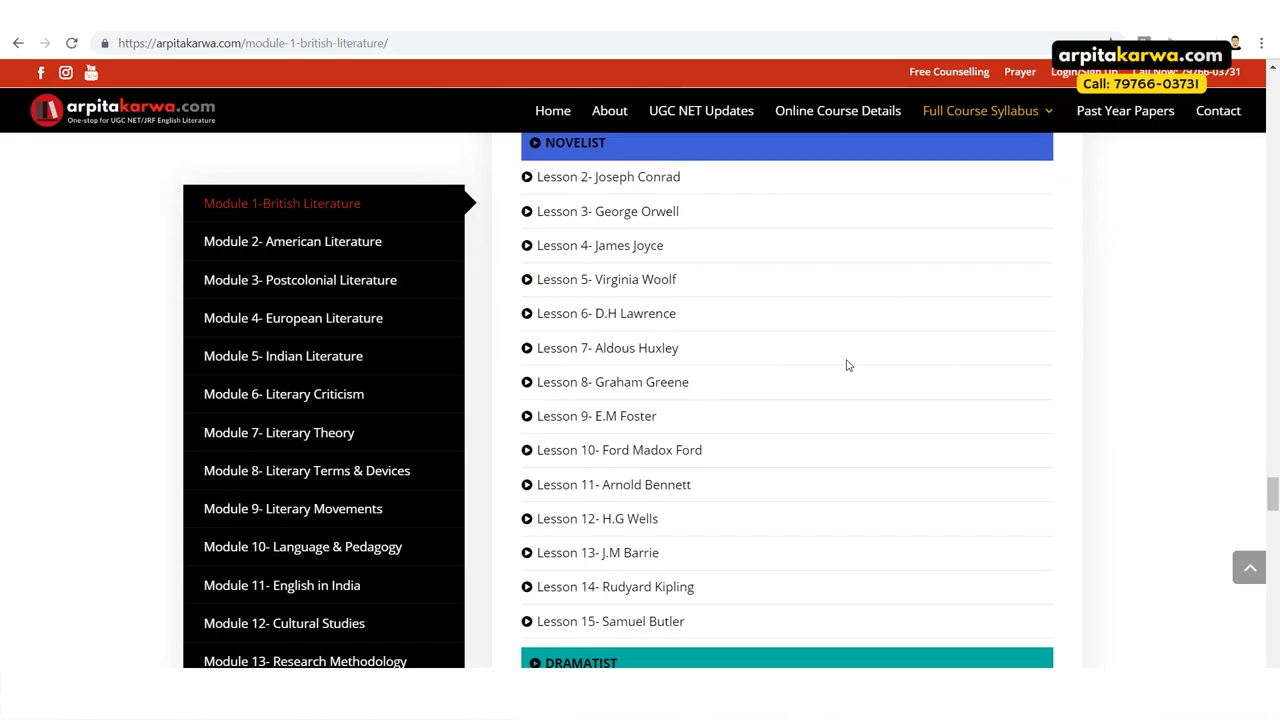 https://arpitakarwa.com/module-1-british-literature/
arpitakarwa.com
Free Counselling Prayer Login/Sign Up Call Now: 79766-03731
Call: 79766-03731
arpitakarwa.com
One-stop for UGC NET/JRF English Literature
Home About UGC NET Updates Online Course Details Full Course Syllabus Past Year Papers Contact
NOVELIST
Module 1-British Literature
Module 2- American Literature
Module 3- Postcolonial Literature
Module 4- European Literature
Module 5- Indian Literature
Module 6- Literary Criticism
Module 7- Literary Theory
Module 8- Literary Terms & Devices
Module 9- Literary Movements
Module 10- Language & Pedagogy
Module 11- English in India
Module 12- Cultural Studies
Module 13- Research Methodology
Lesson 2- Joseph Conrad
Lesson 3- George Orwell
Lesson 4- James Joyce
Lesson 5- Virginia Woolf
Lesson 6- D.H Lawrence
Lesson 7- Aldous Huxley
Lesson 8- Graham Greene
Lesson 9- E.M Foster
Lesson 10- Ford Madox Ford
Lesson 11- Arnold Bennett
Lesson 12- H.G Wells
Lesson 13- J.M Barrie
Lesson 14- Rudyard Kipling
Lesson 15- Samuel Butler
DRAMATIST